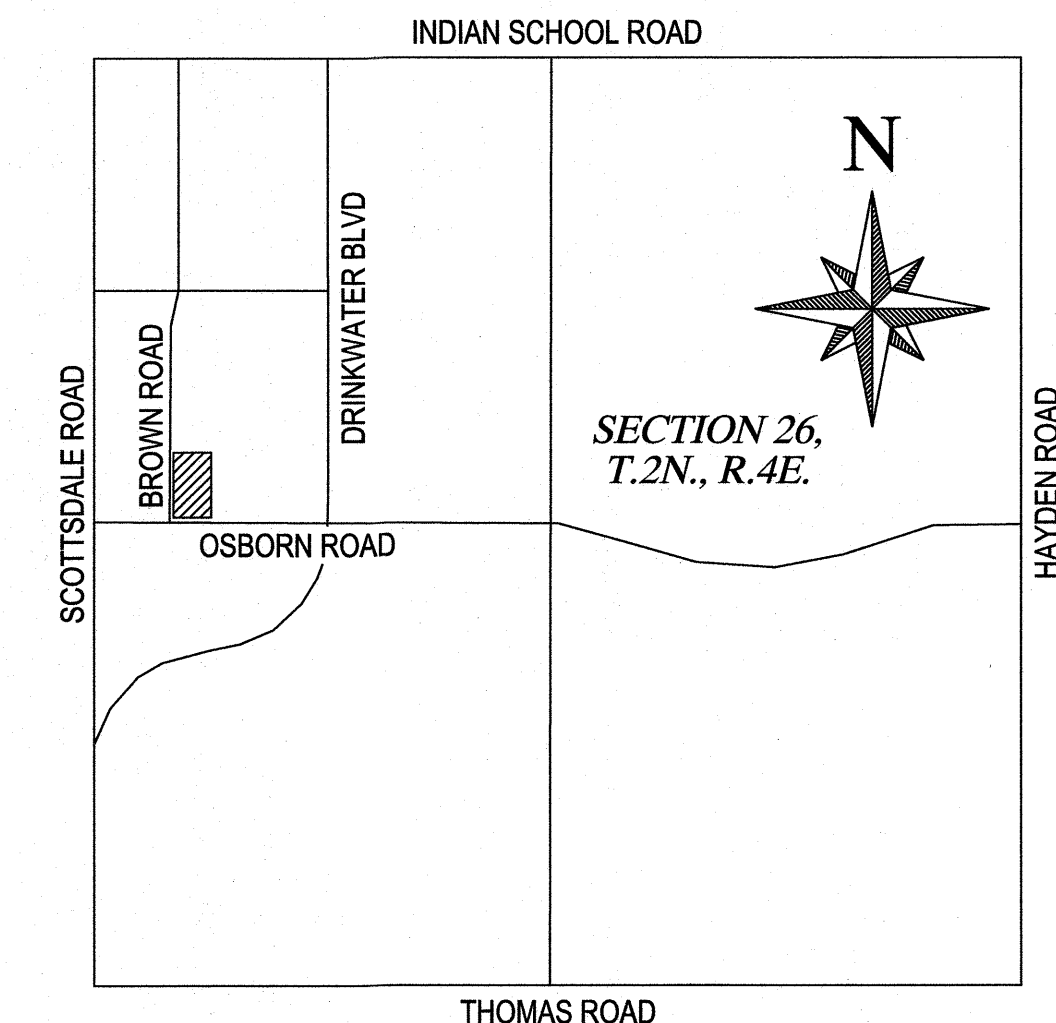 INDIAN SCHOOL ROAD
N
DRINKWATER BLVD
BROWN ROAD
SCOTTSDALE ROAD
SECTION 26,
T.2N., R.4E.
HAYDEN ROAD
OSBORN ROAD
THOMAS ROAD